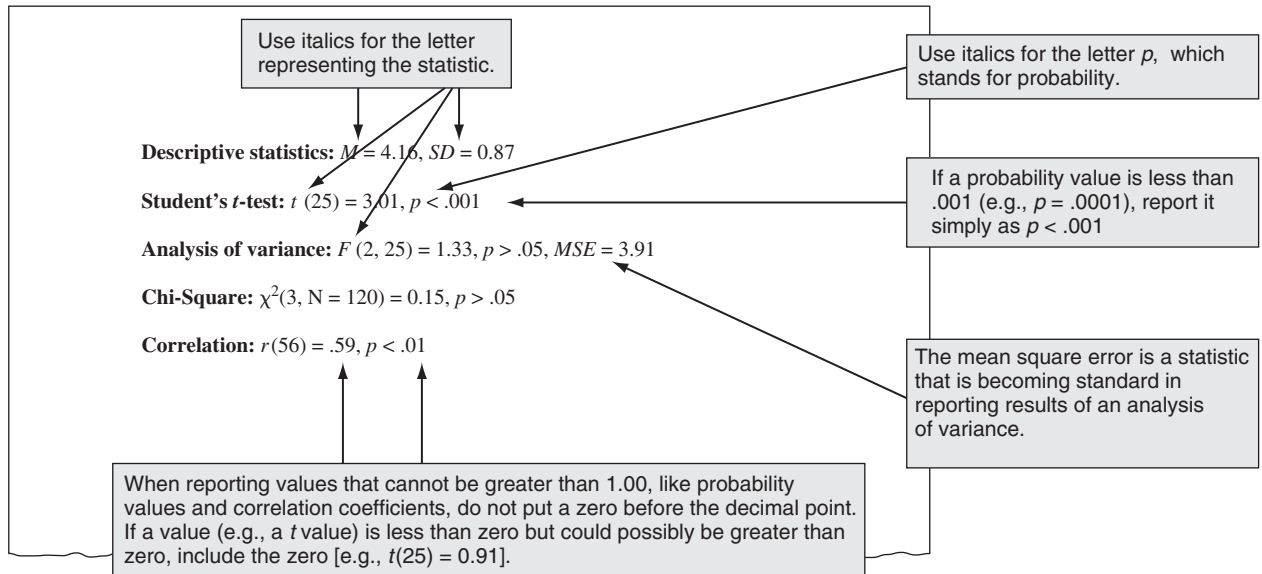 Use italics for the letter
representing the statistic.
Use italics for the letter p, which
stands for probability.
Descriptive statistics: M = 4.16, SD = 0.87
Student's t-test: t (25) = 3.01, p < .001
If a probability value is less than
.001 (e.g., p = .0001), report it
simply as p < .001
Analysis of variance: F (2, 25) = 1.33, p > .05, MSE = 3.91
Chi-Square: χ²(3, N = 120) = 0.15, p > .05
Correlation: r(56) = .59, p < .01
The mean square error is a statistic
that is becoming standard in
reporting results of an analysis
of variance.
When reporting values that cannot be greater than 1.00, like probability
values and correlation coefficients, do not put a zero before the decimal point.
If a value (e.g., a t value) is less than zero but could possibly be greater than
zero, include the zero [e.g., t(25) = 0.91].